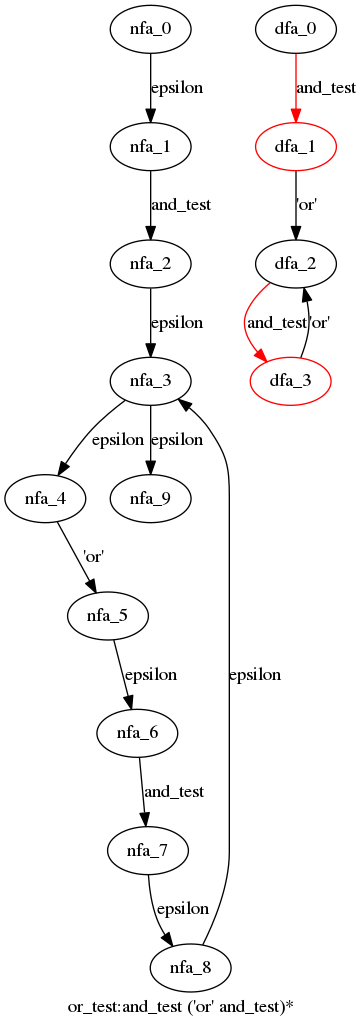 nfa_0
dfa_0
epsilon
and_test
nfa_1
dfa_1
and_test
'or'
nfa_2
dfa_2
epsilon
and_test
'or'
nfa_3
dfa_3
epsilon
epsilon
nfa_4
nfa_9
'or'
nfa_5
epsilon
epsilon
nfa_6
and_test
nfa_7
epsilon
nfa_8
or_test:and_test ('or' and_test)*